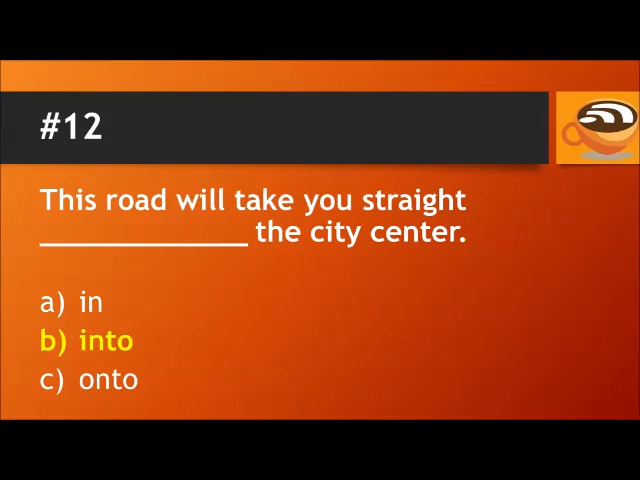 #12
This road will take you straight
______________ the city center.
a) in
b) into
c) onto